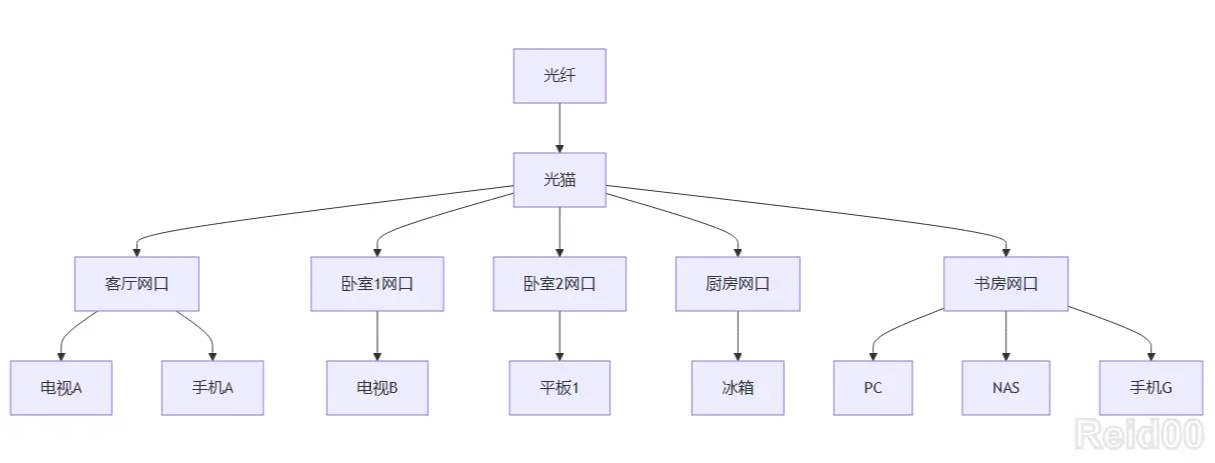 光纤
光猫
客厅网口
卧室1网口
卧室2网口
厨房网口
书房网口
电视A
手机A
电视B
平板1
冰箱
PC
NAS
手机G
Reid00